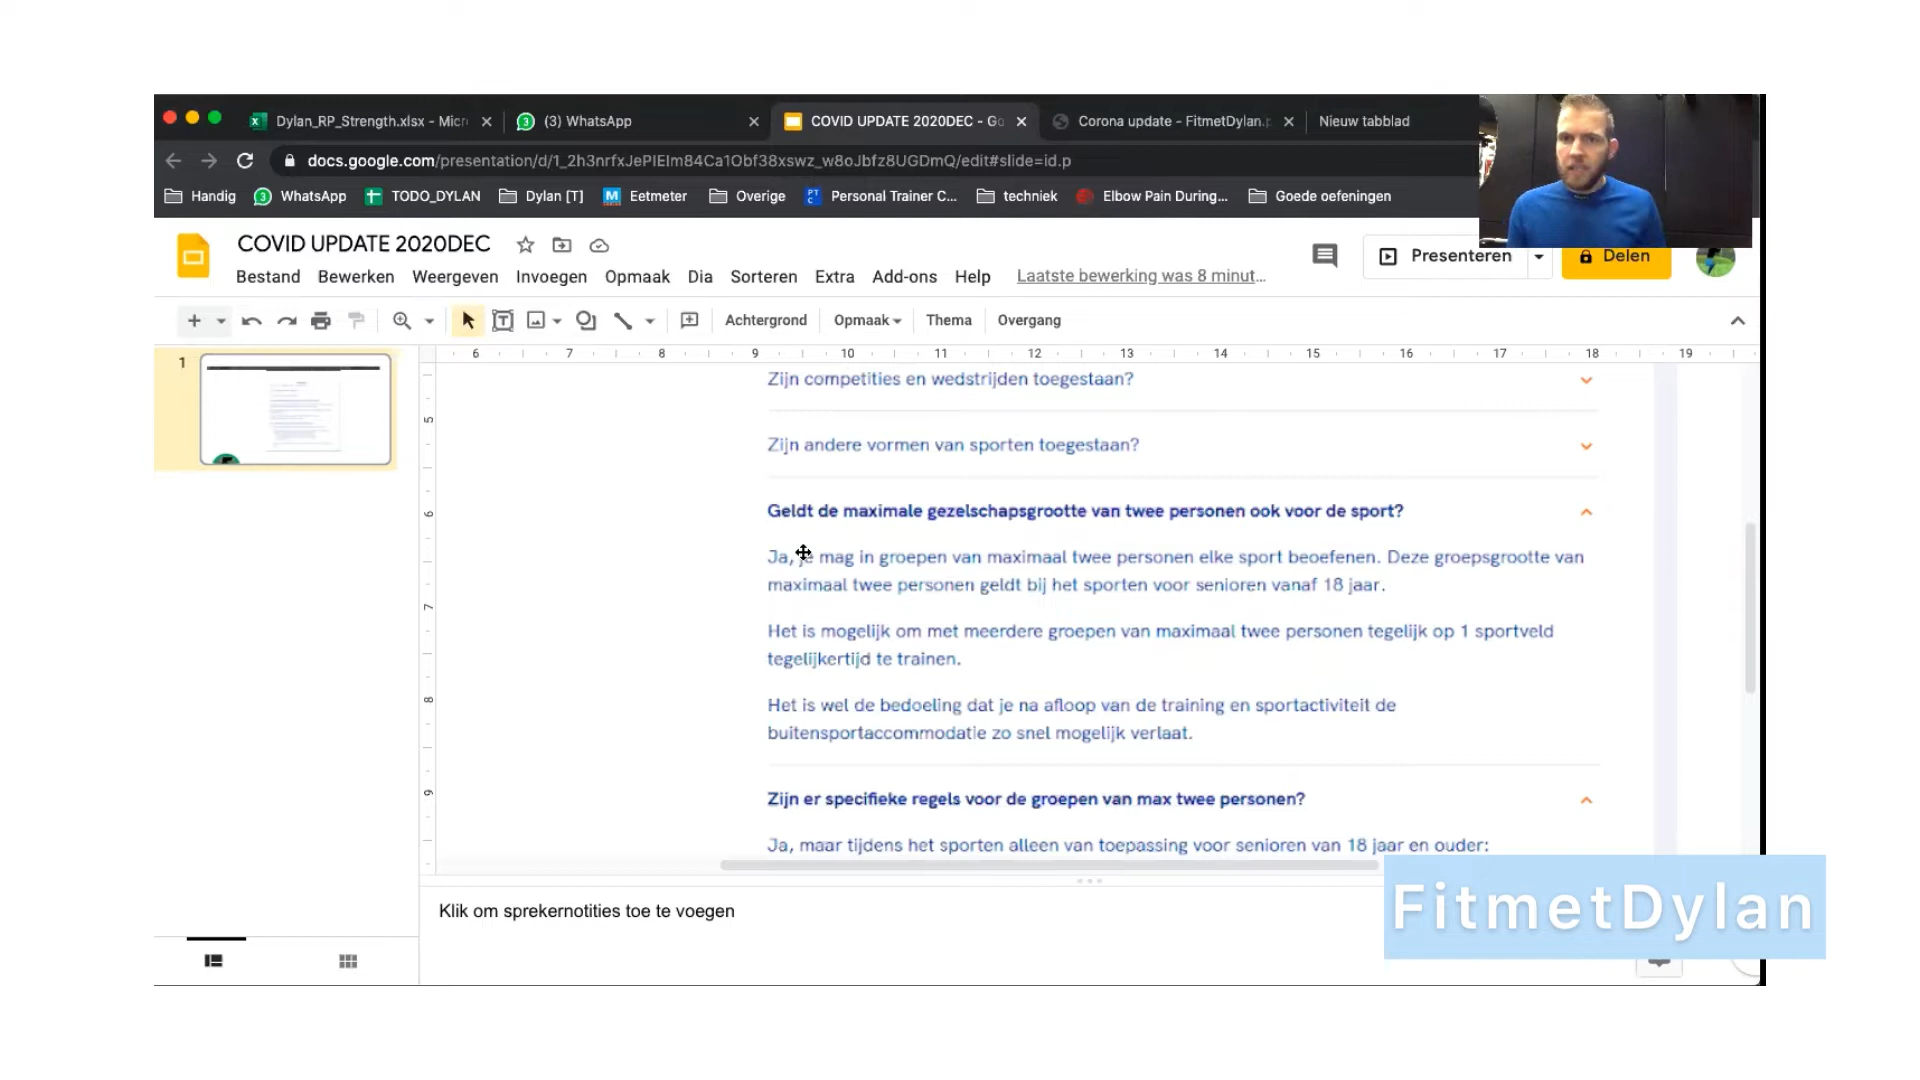 Dylan_RP_Strength.xlsx - Micr
(3) WhatsApp
COVID UPDATE 2020DEC - Go
Corona update - FitmetDylan.p
Nieuw tabblad
docs.google.com/presentation/d/1_2h3nrfxJePIEIm84Ca1Obf38xswz_w8oJbfz8UGDmQ/edit#slide=id.p
Handig
3 WhatsApp
TODO_DYLAN
Dylan [T]
M Eetmeter
Overige
PTC Personal Trainer C...
techniek
Elbow Pain During...
Goede oefeningen
COVID UPDATE 2020DEC
Presenteren
Delen
Bestand Bewerken Weergeven Invoegen Opmaak Dia Sorteren Extra Add-ons Help Laatste bewerking was 8 minut...
Achtergrond Opmaak Thema Overgang
6 7 8 9 10 11 12 13 14 15 16 17 18 19
1
5
6
7
8
9
Zijn competities en wedstrijden toegestaan?
Zijn andere vormen van sporten toegestaan?
Geldt de maximale gezelschapsgrootte van twee personen ook voor de sport?
Ja, je mag in groepen van maximaal twee personen elke sport beoefenen. Deze groepsgrootte van
maximaal twee personen geldt bij het sporten voor senioren vanaf 18 jaar.
Het is mogelijk om met meerdere groepen van maximaal twee personen tegelijk op 1 sportveld
tegelijkertijd te trainen.
Het is wel de bedoeling dat je na afloop van de training en sportactiviteit de
buitensportaccommodatie zo snel mogelijk verlaat.
Zijn er specifieke regels voor de groepen van max twee personen?
Ja, maar tijdens het sporten alleen van toepassing voor senioren van 18 jaar en ouder:
Klik om sprekernotities toe te voegen
FitmetDylan